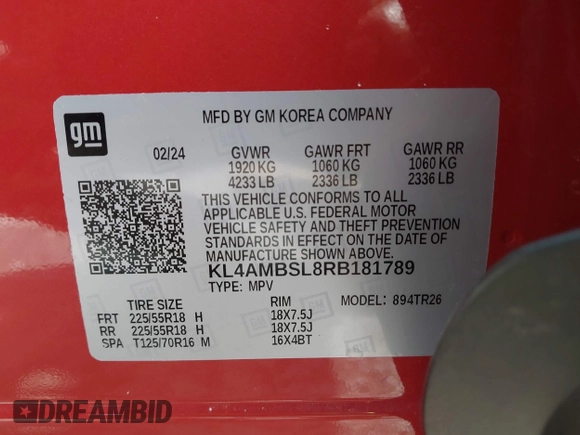 gm
MFD BY GM KOREA COMPANY
02/24 GVWR GAWR FRT GAWR RR
1920 KG 1060 KG 1060 KG
4233 LB 2336 LB 2336 LB
THIS VEHICLE CONFORMS TO ALL
APPLICABLE U.S. FEDERAL MOTOR
VEHICLE SAFETY AND THEFT PREVENTION
STANDARDS IN EFFECT ON THE DATE OF
MANUFACTURE SHOWN ABOVE.
KL4AMBSL8RB181789
TYPE: MPV MODEL: 894TR26
TIRE SIZE RIM
FRT 225/55R18 H 18X7.5J
RR 225/55R18 H 18X7.5J
SPA T125/70R16 M 16X4BT
DREAMBID